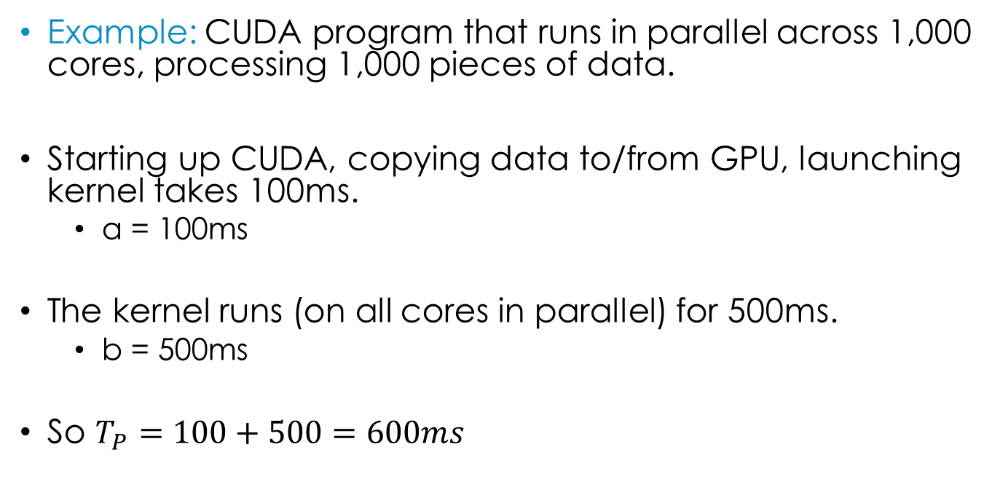 • Example: CUDA program that runs in parallel across 1,000
cores, processing 1,000 pieces of data.
• Starting up CUDA, copying data to/from GPU, launching
kernel takes 100ms.
• a = 100ms
• The kernel runs (on all cores in parallel) for 500ms.
• b = 500ms
• So T_P = 100 + 500 = 600ms